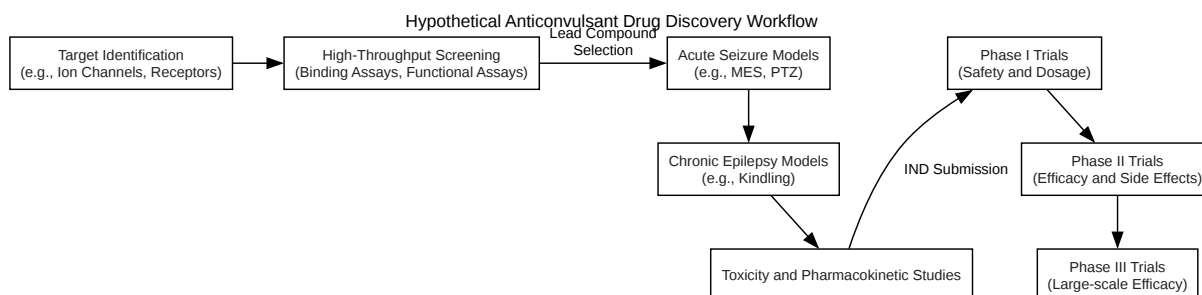 Hypothetical Anticonvulsant Drug Discovery Workflow
Target Identification
(e.g., Ion Channels, Receptors)
High-Throughput Screening
(Binding Assays, Functional Assays)
Lead Compound
Selection
Acute Seizure Models
(e.g., MES, PTZ)
Chronic Epilepsy Models
(e.g., Kindling)
Toxicity and Pharmacokinetic Studies
IND Submission
Phase I Trials
(Safety and Dosage)
Phase II Trials
(Efficacy and Side Effects)
Phase III Trials
(Large-scale Efficacy)